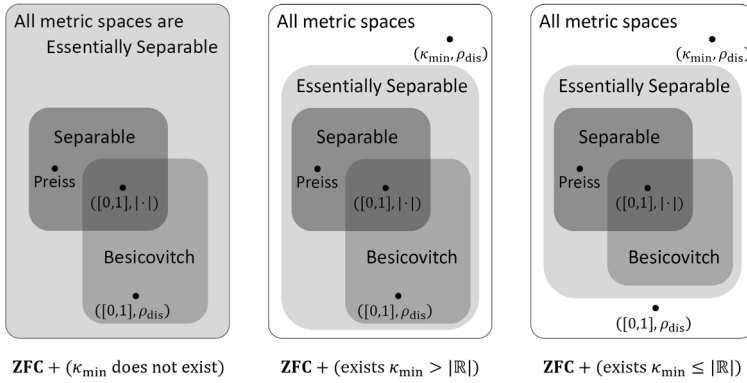 All metric spaces are
Essentially Separable
Separable
Preiss
([0,1],|·|)
Besicovitch
([0,1], ρ_dis)
ZFC + (κ_min does not exist)
All metric spaces
(κ_min, ρ_dis)
Essentially Separable
Separable
Preiss
([0,1],|·|)
Besicovitch
([0,1], ρ_dis)
ZFC + (exists κ_min > |ℝ|)
All metric spaces
(κ_min, ρ_dis)
Essentially Separable
Separable
Preiss
([0,1],|·|)
Besicovitch
([0,1], ρ_dis)
ZFC + (exists κ_min ≤ |ℝ|)